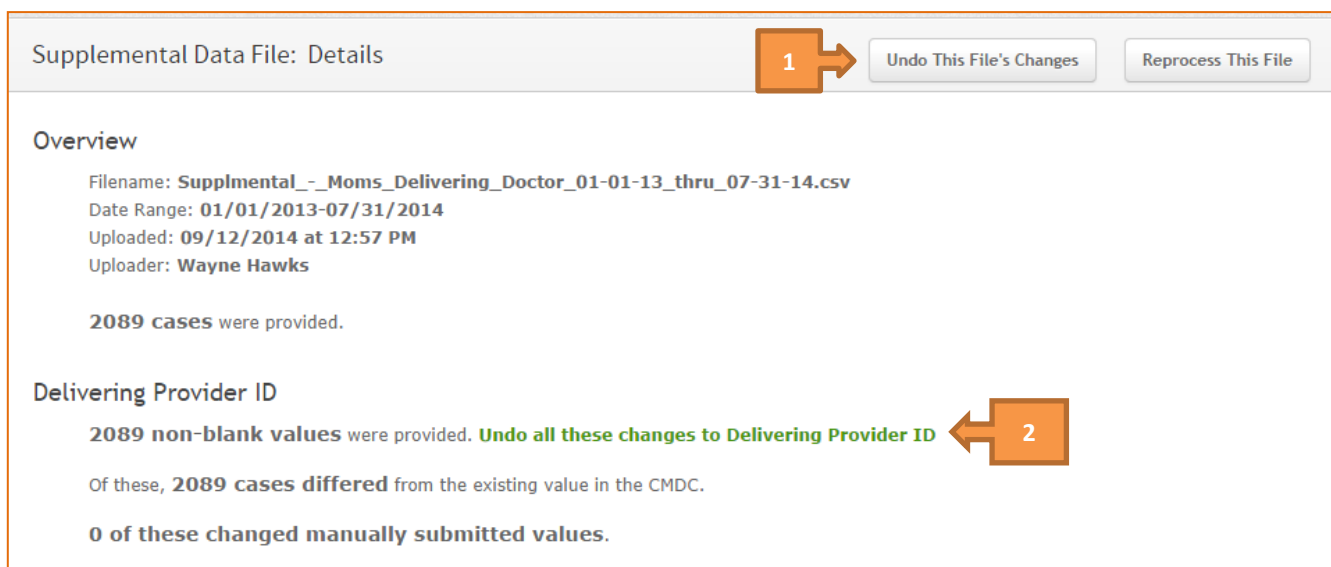 Supplemental Data File: Details
1
Undo This File's Changes
Reprocess This File
Overview
Filename: Supplmental_-_Moms_Delivering_Doctor_01-01-13_thru_07-31-14.csv
Date Range: 01/01/2013-07/31/2014
Uploaded: 09/12/2014 at 12:57 PM
Uploader: Wayne Hawks
2089 cases were provided.
Delivering Provider ID
2089 non-blank values were provided. Undo all these changes to Delivering Provider ID
2
Of these, 2089 cases differed from the existing value in the CMDC.
0 of these changed manually submitted values.